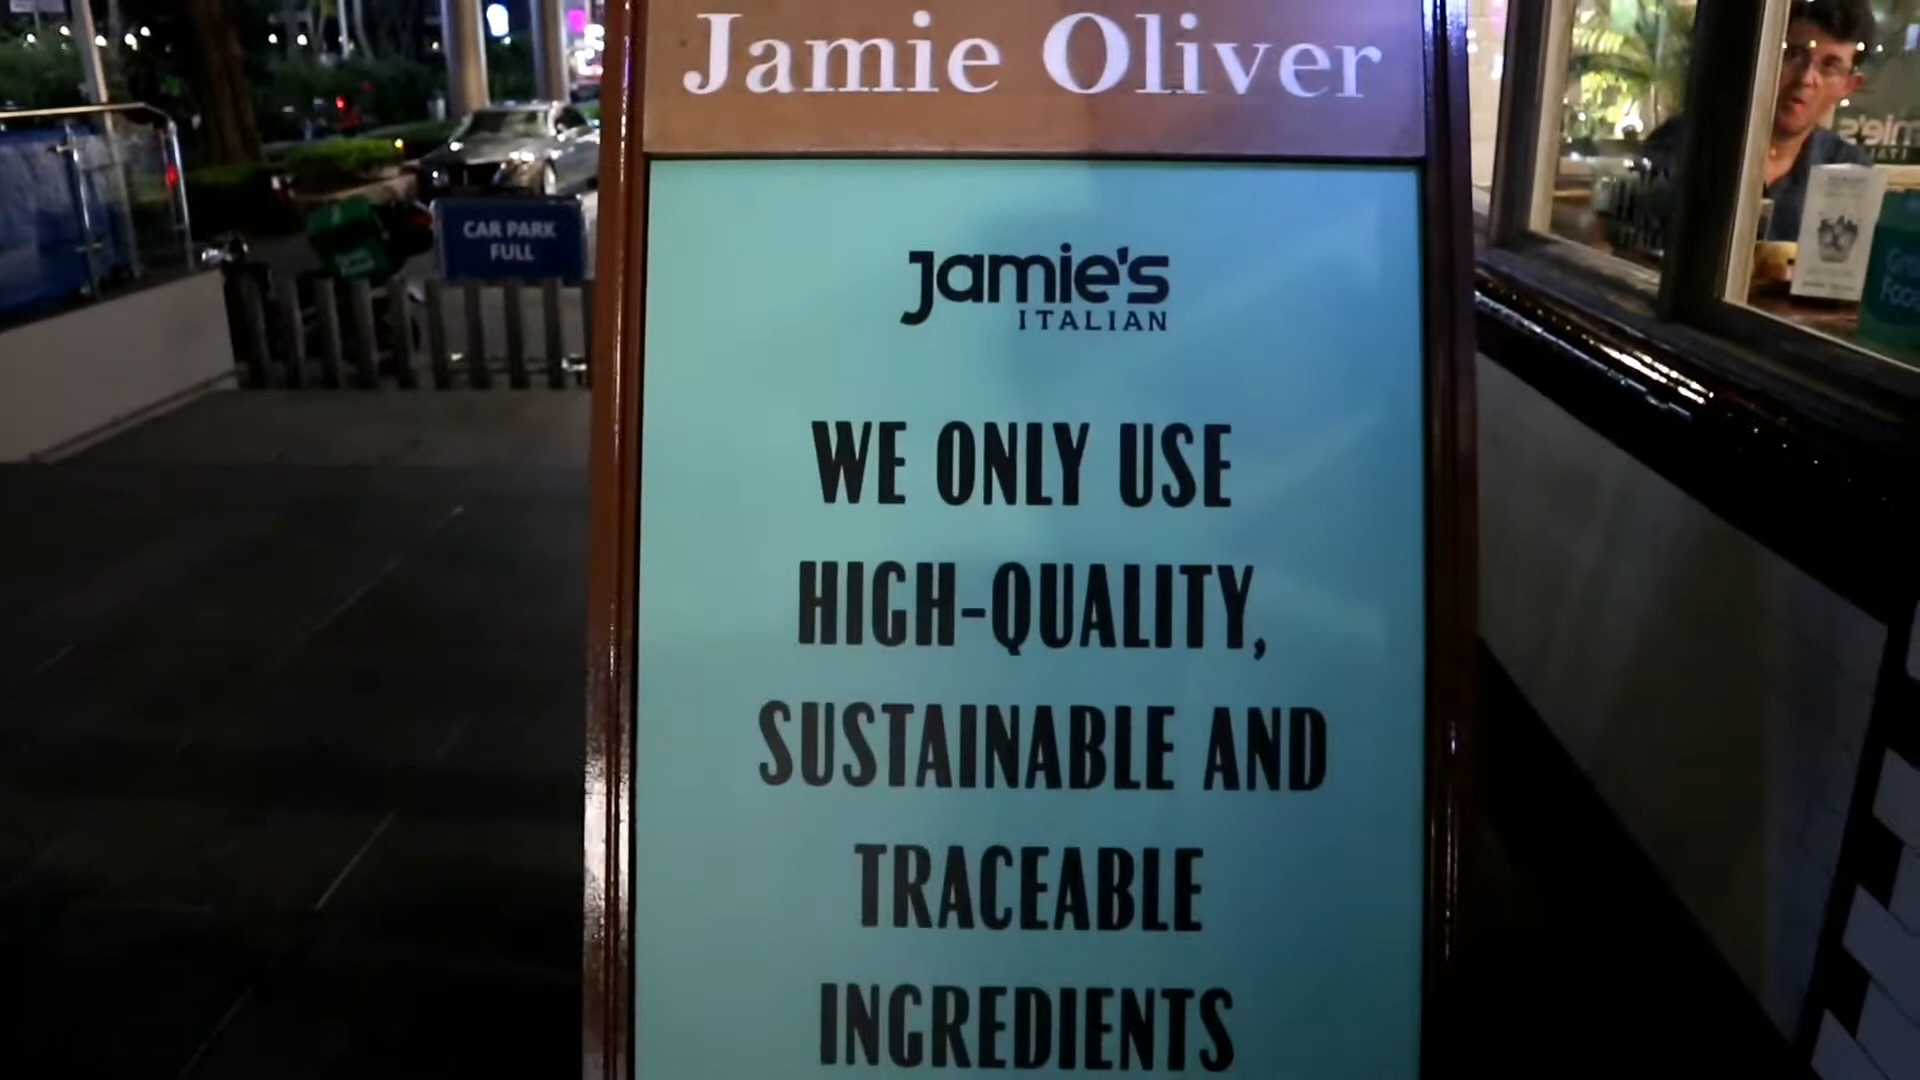 Jamie Oliver
Jamie's
ITALIAN
WE ONLY USE
HIGH-QUALITY,
SUSTAINABLE AND
TRACEABLE
INGREDIENTS
CAR PARK
FULL